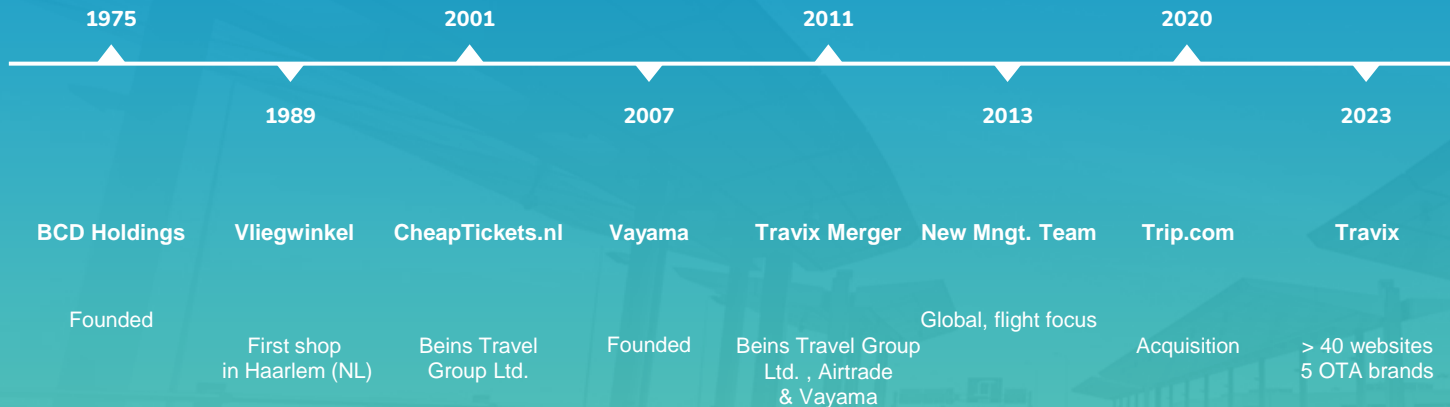 1975
2001
2011
2020
1989
2007
2013
2023
BCD Holdings
Vliegwinkel
CheapTickets.nl
Vayama
Travix Merger
New Mngt. Team
Trip.com
Travix
Founded
First shop
in Haarlem (NL)
Beins Travel
Group Ltd.
Founded
Beins Travel Group
Ltd. , Airtrade
& Vayama
Global, flight focus
Acquisition
> 40 websites
5 OTA brands